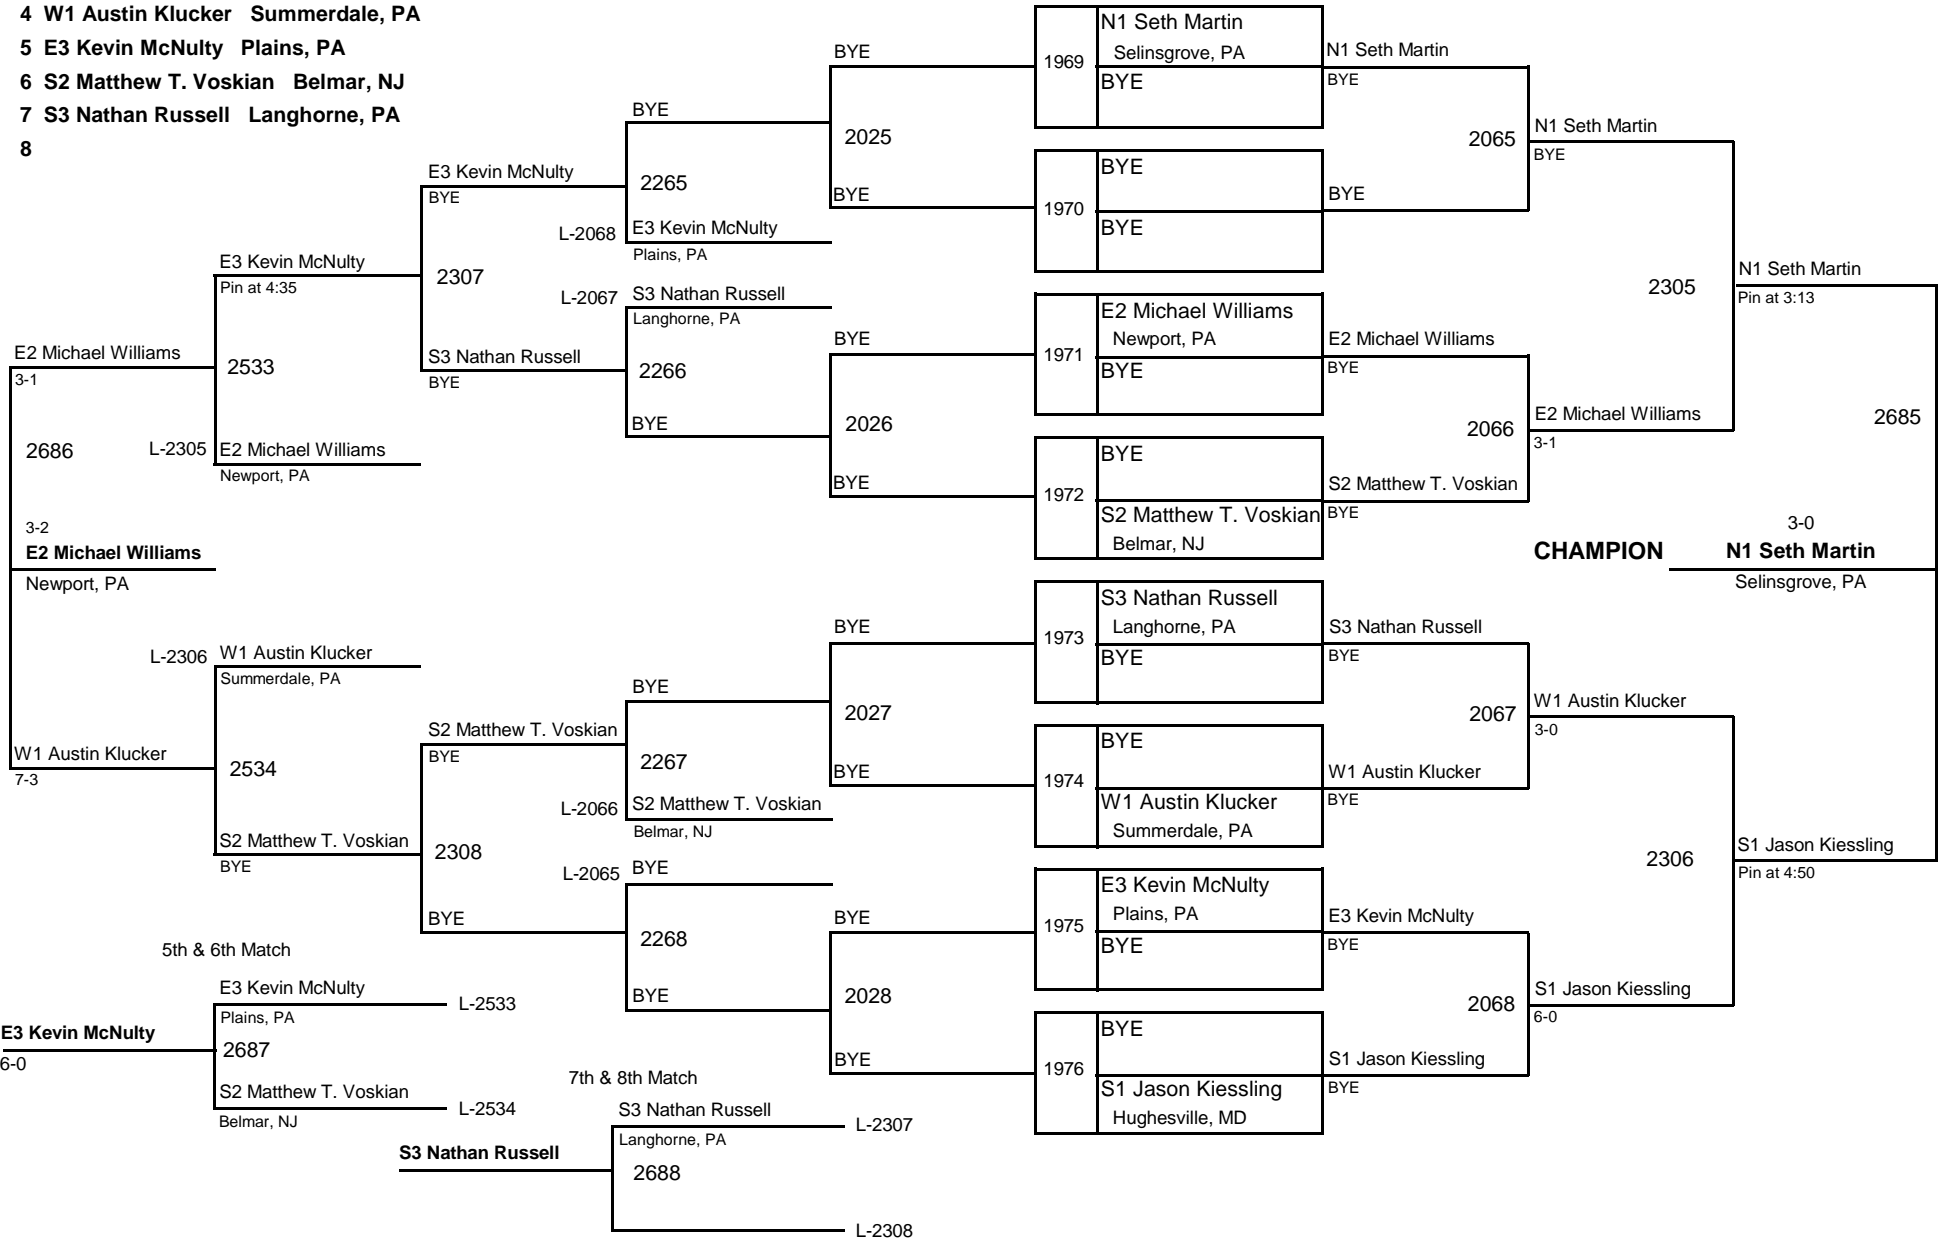 4 W1 Austin Klucker Summerdale, PA
5 E3 Kevin McNulty Plains, PA
6 S2 Matthew T. Voskian Belmar, NJ
7 S3 Nathan Russell Langhorne, PA
8
E2 Michael Williams
3-1
2686
3-2
E2 Michael Williams
Newport, PA
W1 Austin Klucker
7-3
E3 Kevin McNulty
Pin at 4:35
2533
L-2305 E2 Michael Williams
Newport, PA
L-2306 W1 Austin Klucker
Summerdale, PA
2534
S2 Matthew T. Voskian
BYE
5th & 6th Match
E3 Kevin McNulty
L-2533
Plains, PA
E3 Kevin McNulty
6-0
2687
S2 Matthew T. Voskian
L-2534
Belmar, NJ
E3 Kevin McNulty
BYE
2307
S3 Nathan Russell
BYE
S2 Matthew T. Voskian
BYE
2308
BYE
7th & 8th Match
S3 Nathan Russell
L-2307
Langhorne, PA
S3 Nathan Russell
2688
L-2308
BYE
2265
L-2068 E3 Kevin McNulty
Plains, PA
L-2067 S3 Nathan Russell
Langhorne, PA
2266
BYE
BYE
2267
L-2066 S2 Matthew T. Voskian
Belmar, NJ
L-2065 BYE
2268
BYE
BYE
2025
BYE
BYE
2026
BYE
BYE
2027
BYE
BYE
2028
BYE
1969
N1 Seth Martin
Selinsgrove, PA
BYE
1970
BYE
BYE
1971
E2 Michael Williams
Newport, PA
BYE
1972
BYE
S2 Matthew T. Voskian
Belmar, NJ
1973
S3 Nathan Russell
Langhorne, PA
BYE
1974
BYE
W1 Austin Klucker
Summerdale, PA
1975
E3 Kevin McNulty
Plains, PA
BYE
1976
BYE
S1 Jason Kiessling
Hughesville, MD
N1 Seth Martin
BYE
2065
BYE
E2 Michael Williams
BYE
2066
S2 Matthew T. Voskian
BYE
S3 Nathan Russell
BYE
2067
W1 Austin Klucker
BYE
E3 Kevin McNulty
BYE
2068
S1 Jason Kiessling
BYE
N1 Seth Martin
BYE
2305
E2 Michael Williams
3-1
W1 Austin Klucker
3-0
2306
S1 Jason Kiessling
6-0
N1 Seth Martin
Pin at 3:13
2685
3-0
CHAMPION N1 Seth Martin
Selinsgrove, PA
S1 Jason Kiessling
Pin at 4:50